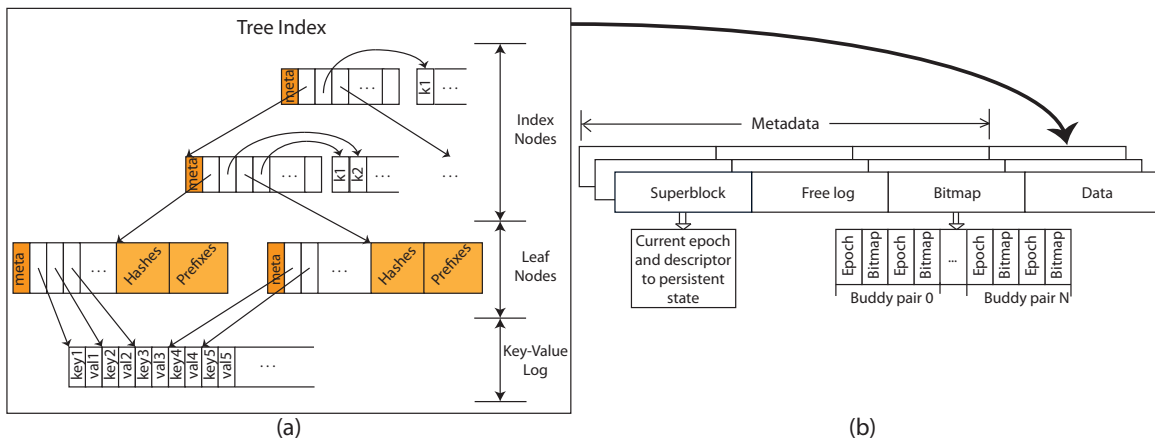 Tree Index
meta
...
k1
...
Index
Nodes
meta
...
k1
k2
...
...
meta
...
Hashes
Prefixes
meta
...
Hashes
Prefixes
Leaf
Nodes
key1
val1
key2
val2
key3
val3
key4
val4
key5
val5
...
Key-Value
Log
(a)
Metadata
Superblock
Free log
Bitmap
Data
Current epoch
and descriptor
to persistent
state
Epoch
Bitmap
Epoch
Bitmap
...
Epoch
Bitmap
Epoch
Bitmap
Buddy pair 0
Buddy pair N
(b)